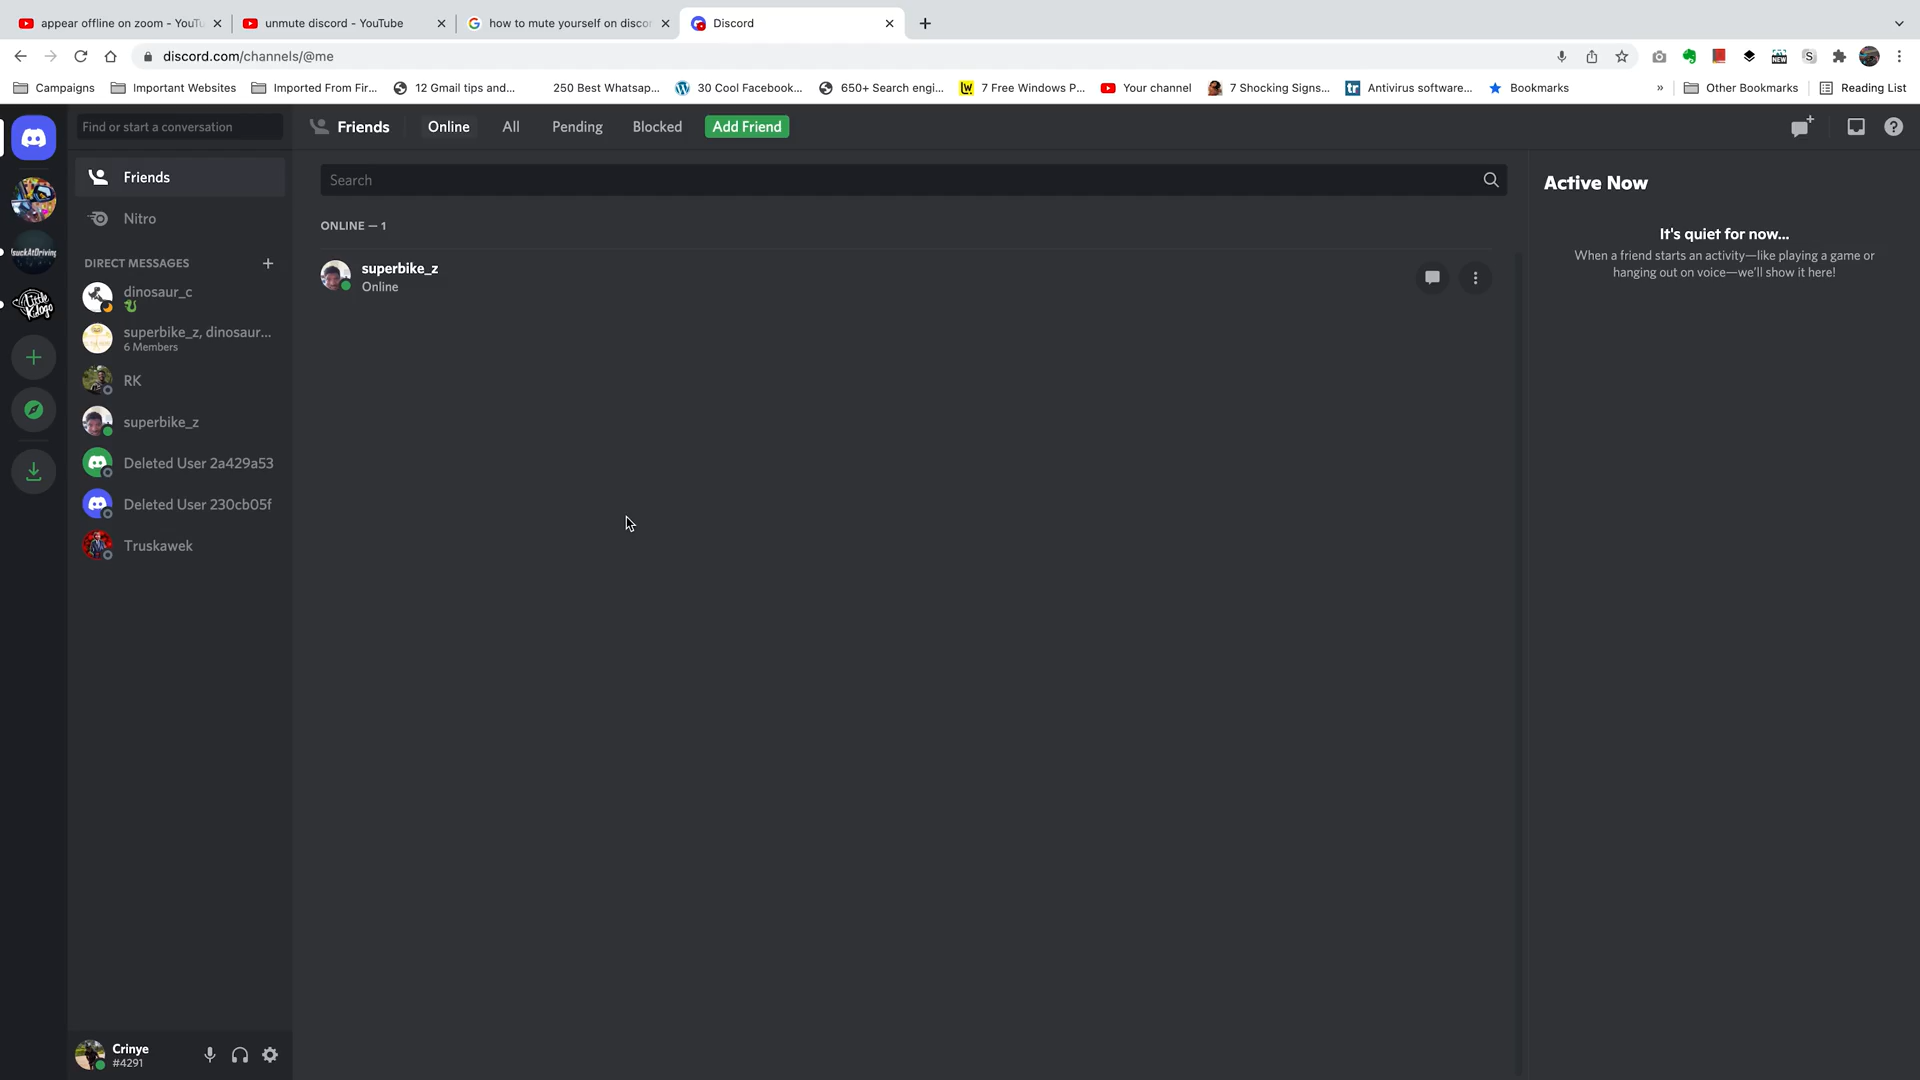 appear offline on zoom - YouTu
unmute discord - YouTube
how to mute yourself on discor
Discord
discord.com/channels/@me
Campaigns
Important Websites
Imported From Fir...
12 Gmail tips and...
250 Best Whatsap...
30 Cool Facebook...
650+ Search engi...
7 Free Windows P...
Your channel
7 Shocking Signs...
Antivirus software...
Bookmarks
»
Other Bookmarks
Reading List
Find or start a conversation
Friends
Online
All
Pending
Blocked
Add Friend
Friends
Nitro
DIRECT MESSAGES
dinosaur_c
superbike_z, dinosaur...
6 Members
RK
superbike_z
Deleted User 2a429a53
Deleted User 230cb05f
Truskawek
Search
ONLINE — 1
superbike_z
Online
Active Now
It's quiet for now...
When a friend starts an activity—like playing a game or
hanging out on voice—we'll show it here!
Crinye
#4291